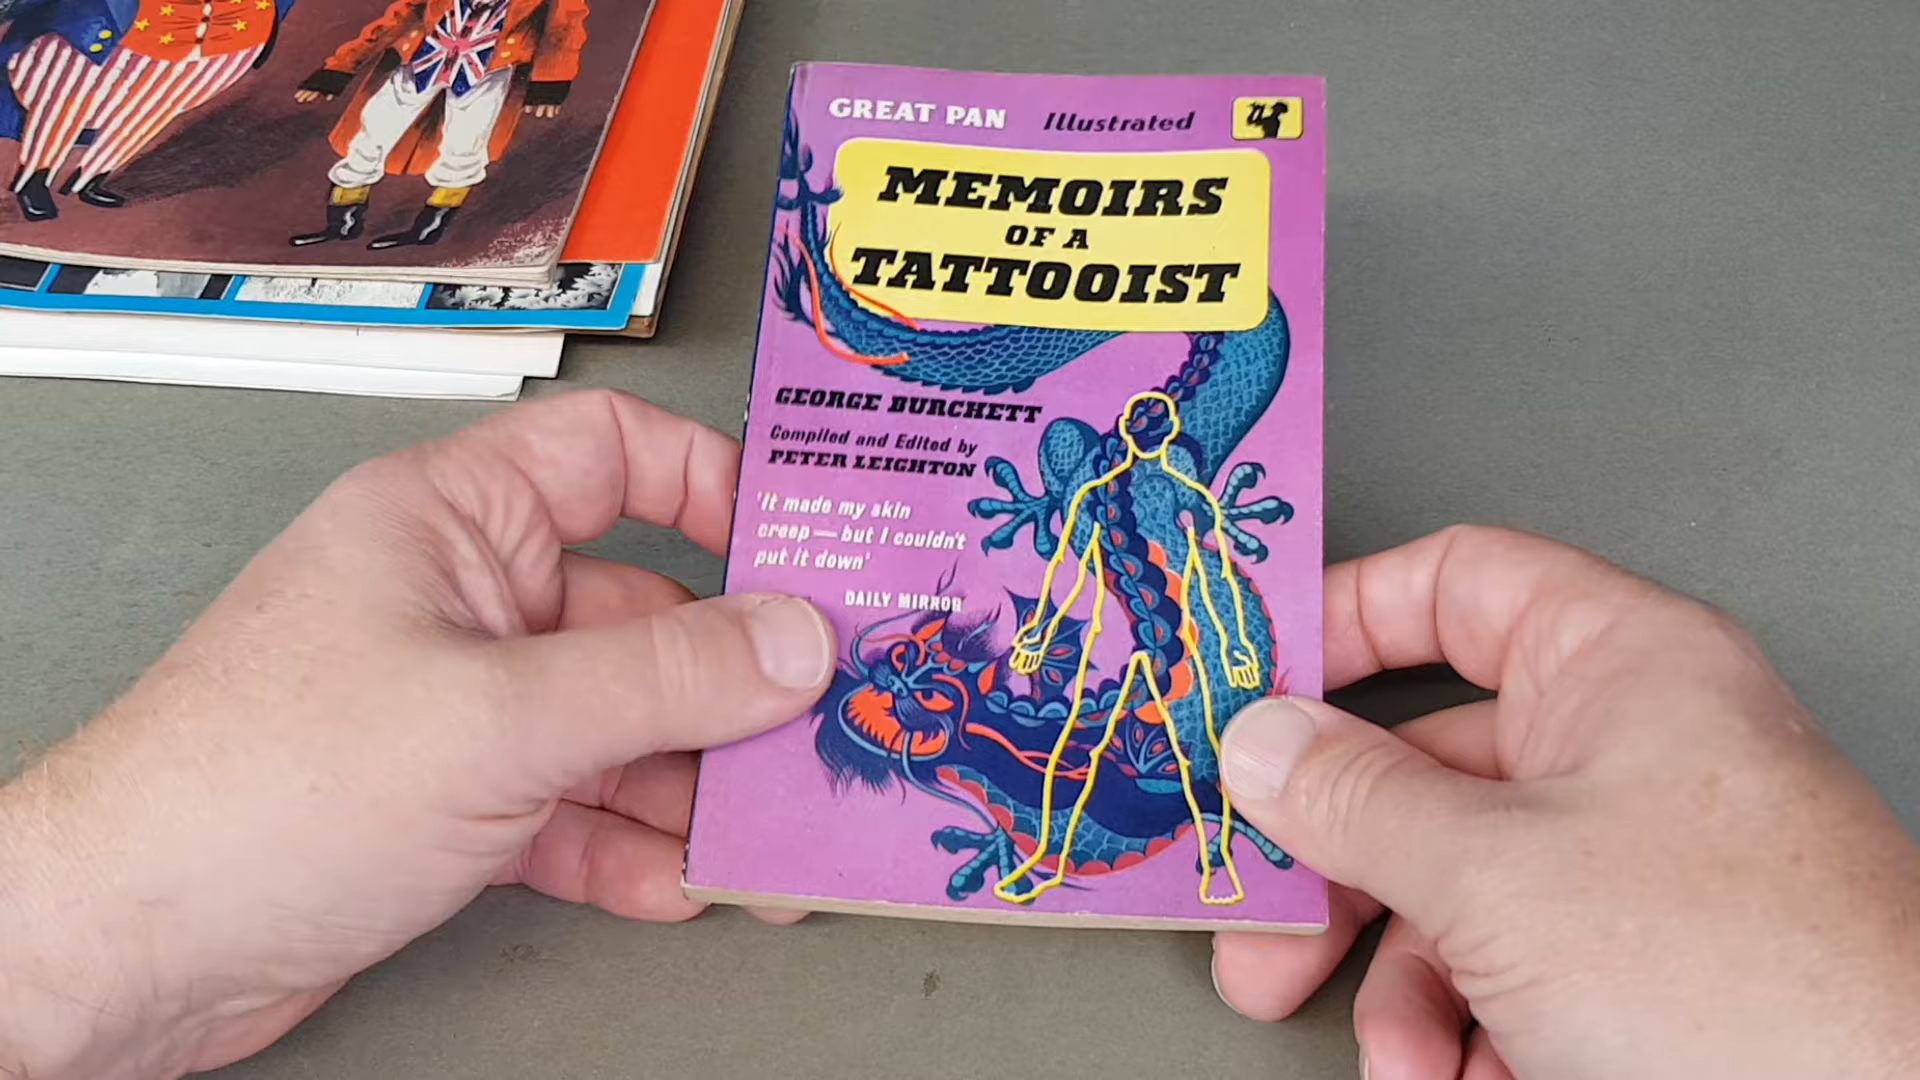 GREAT PAN Illustrated
MEMOIRS
OF A
TATTOOIST
GEORGE BURCHETT
Compiled and Edited by
PETER LEIGHTON
'It made my skin
creep — but I couldn't
put it down'
DAILY MIRROR